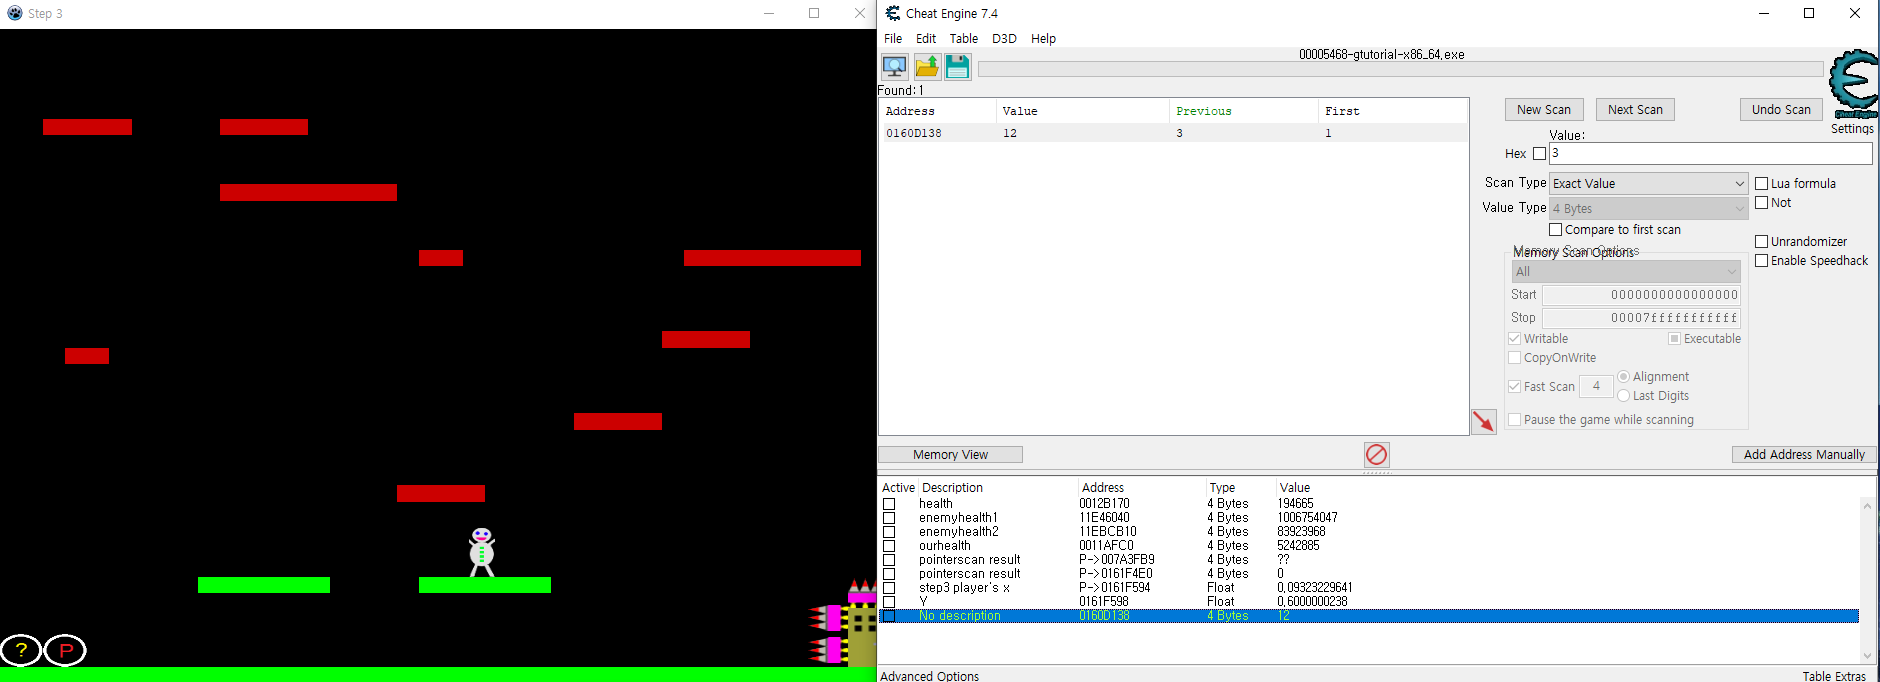 Step 3
Cheat Engine 7.4
File Edit Table D3D Help
00005468-gtutorial-x86_64.exe
Found: 1
Address Value Previous First
0160D138 12 3 1
New Scan Next Scan Undo Scan
Cheat Engine
Settings
Value:
Hex 3
Scan Type Exact Value Lua formula
Value Type 4 Bytes Not
Compare to first scan
Unrandomizer
Memory Scan Options
Enable Speedhack
All
Start 0000000000000000
Stop 00007fffffffffff
Writable Executable
CopyOnWrite
Fast Scan 4 Alignment
Last Digits
Pause the game while scanning
Memory View Add Address Manually
Active Description Address Type Value
health 0012B170 4 Bytes 194665
enemyhealth1 11E46040 4 Bytes 1006754047
enemyhealth2 11EBCB10 4 Bytes 83923968
ourhealth 0011AFC0 4 Bytes 5242885
pointerscan result P->007A3FB9 4 Bytes ??
pointerscan result P->0161F4E0 4 Bytes 0
step3 player's x P->0161F594 Float 0,09323229641
Y 0161F598 Float 0,6000000238
No description 0160D138 4 Bytes 12
? P
Advanced Options Table Extras